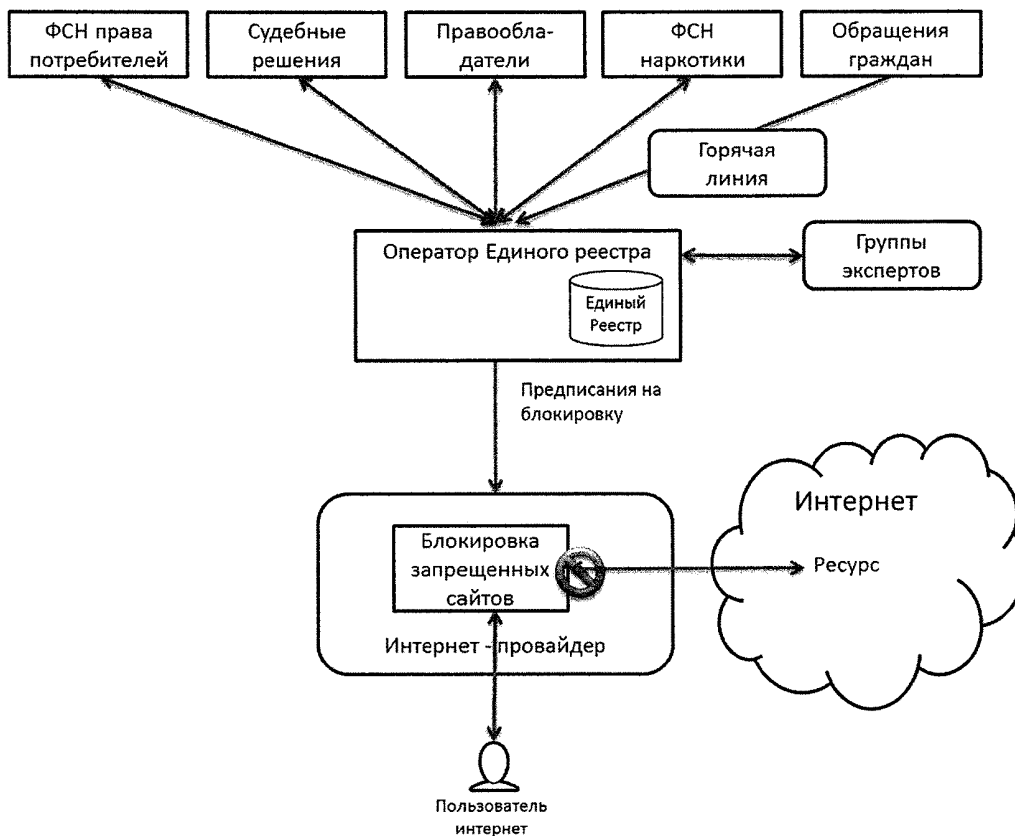 ФСН права
потребителей
Судебные
решения
Правообла-
датели
ФСН
наркотики
Обращения
граждан
Горячая
линия
Оператор Единого реестра
Единый
Реестр
Группы
экспертов
Предписания на
блокировку
Интернет
Блокировка
запрещенных
сайтов
Ресурс
Интернет - провайдер
Пользователь
интернет